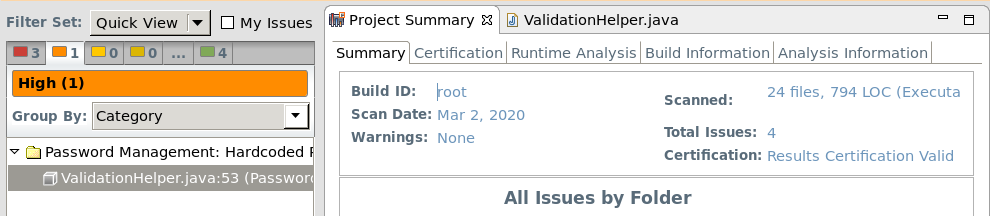 Filter Set: Quick View My Issues
3 1 0 0 ... 4
High (1)
Group By: Category
Password Management: Hardcoded
ValidationHelper.java:53 (Password
Project Summary ValidationHelper.java
Summary Certification Runtime Analysis Build Information Analysis Information
Build ID: root
Scan Date: Mar 2, 2020
Warnings: None
Scanned: 24 files, 794 LOC (Executa
Total Issues: 4
Certification: Results Certification Valid
All Issues by Folder